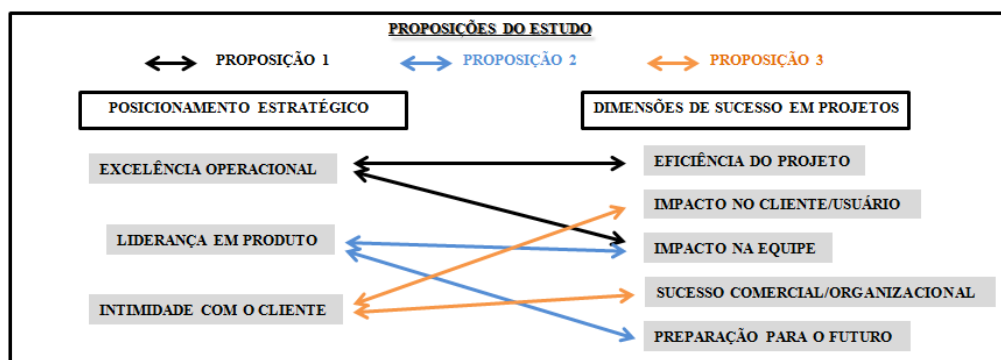 PROPOSIÇÕES DO ESTUDO
PROPOSIÇÃO 1
PROPOSIÇÃO 2
PROPOSIÇÃO 3
POSICIONAMENTO ESTRATÉGICO
DIMENSÕES DE SUCESSO EM PROJETOS
EXCELÊNCIA OPERACIONAL
LIDERANÇA EM PRODUTO
INTIMIDADE COM O CLIENTE
EFICIÊNCIA DO PROJETO
IMPACTO NO CLIENTE/USUÁRIO
IMPACTO NA EQUIPE
SUCESSO COMERCIAL/ORGANIZACIONAL
PREPARAÇÃO PARA O FUTURO